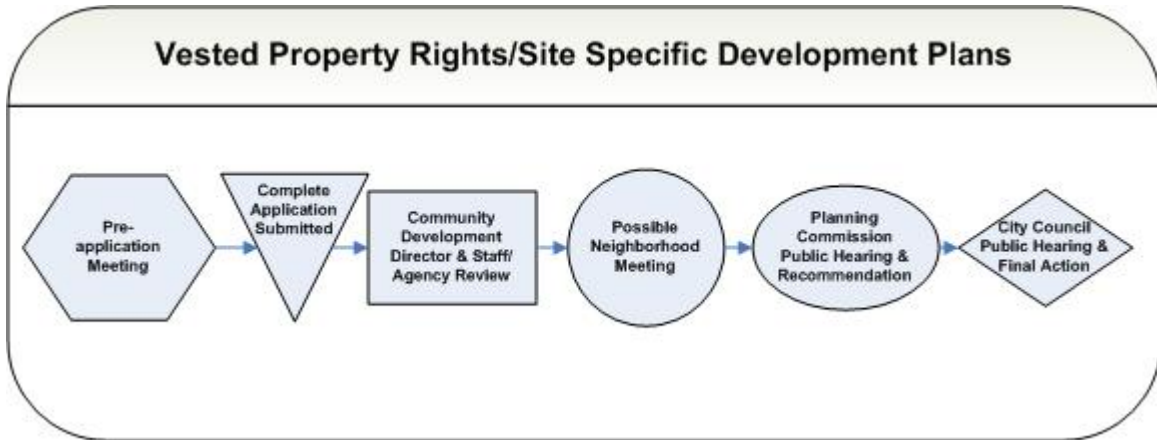 Vested Property Rights/Site Specific Development Plans
Pre-
application
Meeting
Complete
Application
Submitted
Community
Development
Director & Staff/
Agency Review
Possible
Neighborhood
Meeting
Planning
Commission
Public Hearing &
Recommendation
City Council
Public Hearing &
Final Action